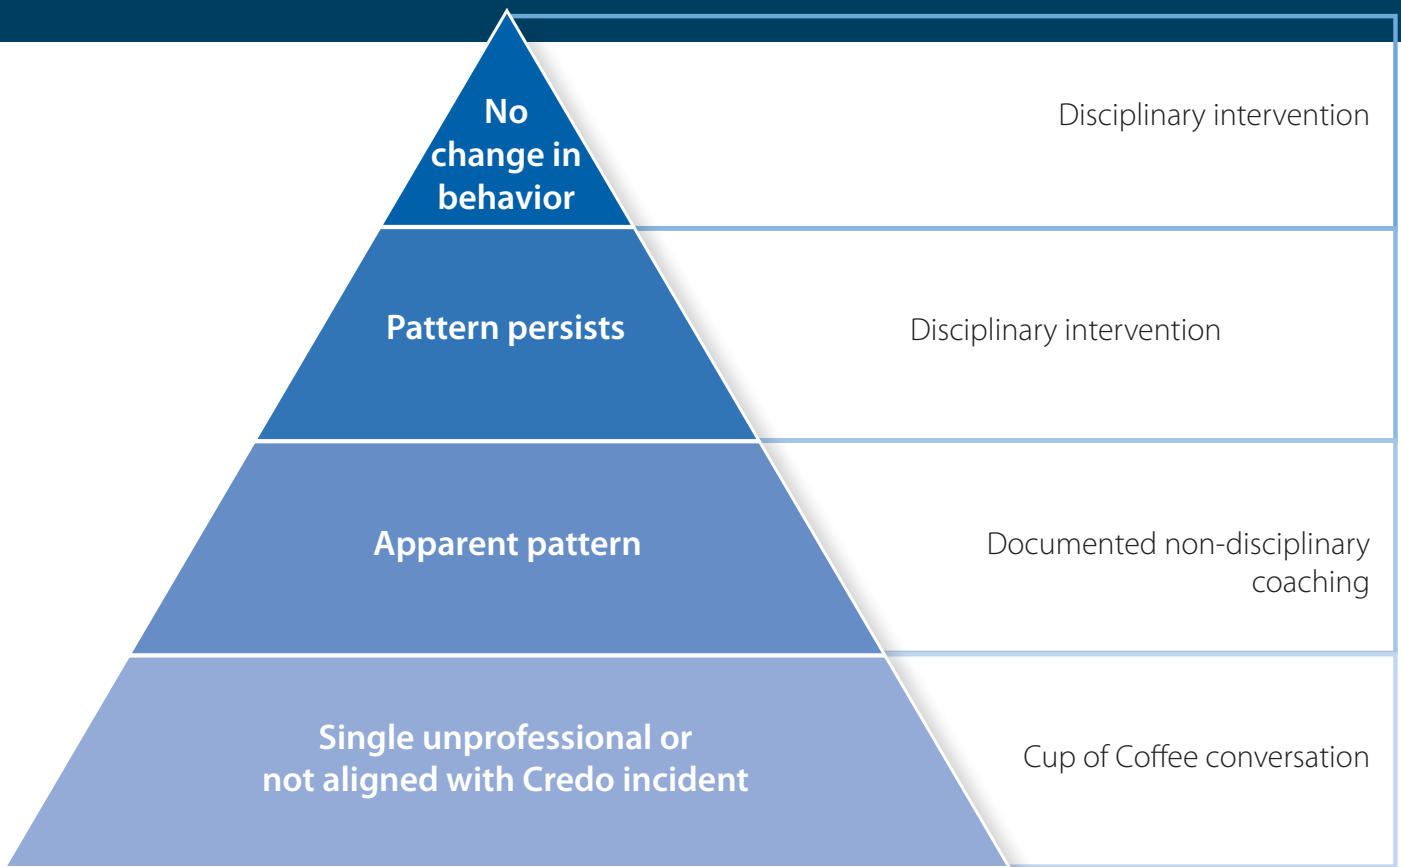 No
change in
behavior
Disciplinary intervention
Pattern persists
Disciplinary intervention
Apparent pattern
Documented non-disciplinary
coaching
Single unprofessional or
not aligned with Credo incident
Cup of Coffee conversation